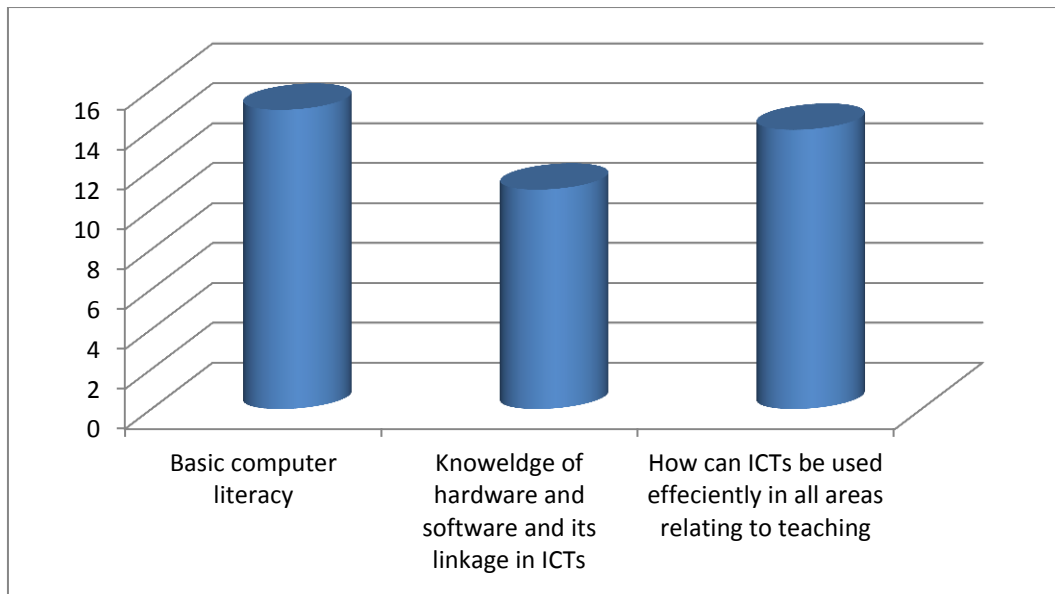 16
14
12
10
8
6
4
2
0
Basic computer
literacy
Knoweldge of
hardware and
software and its
linkage in ICTs
How can ICTs be used
effeciently in all areas
relating to teaching